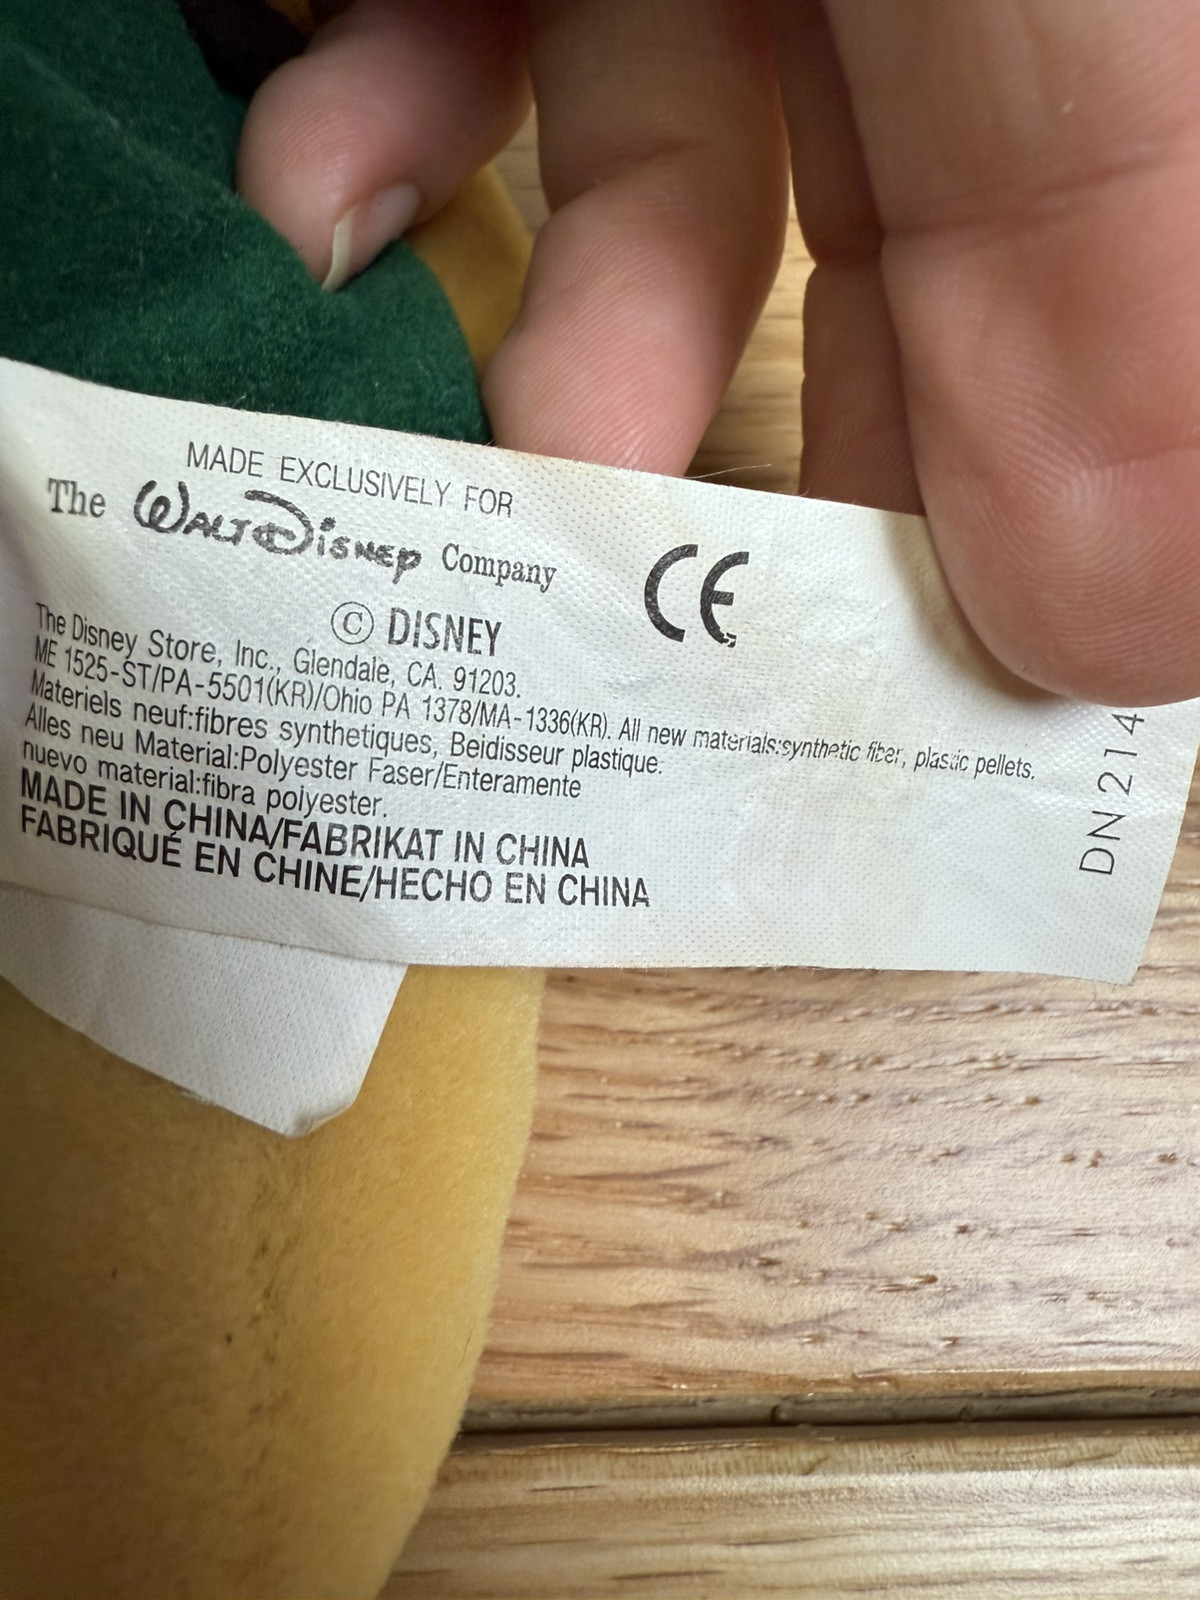 MADE EXCLUSIVELY FOR
The WALT DISNEY Company
CE
© DISNEY
The Disney Store, Inc., Glendale, CA. 91203.
ME 1525-ST/PA-5501(KR)/Ohio PA 1378/MA-1336(KR). All new materials:synthetic fiber, plastic pellets.
Materiels neuf:fibres synthetiques, Beidisseur plastique.
Alles neu Material:Polyester Faser/Enteramente
nuevo material:fibra polyester.
MADE IN CHINA/FABRIKAT IN CHINA
FABRIQUÉ EN CHINE/HECHO EN CHINA
DN214